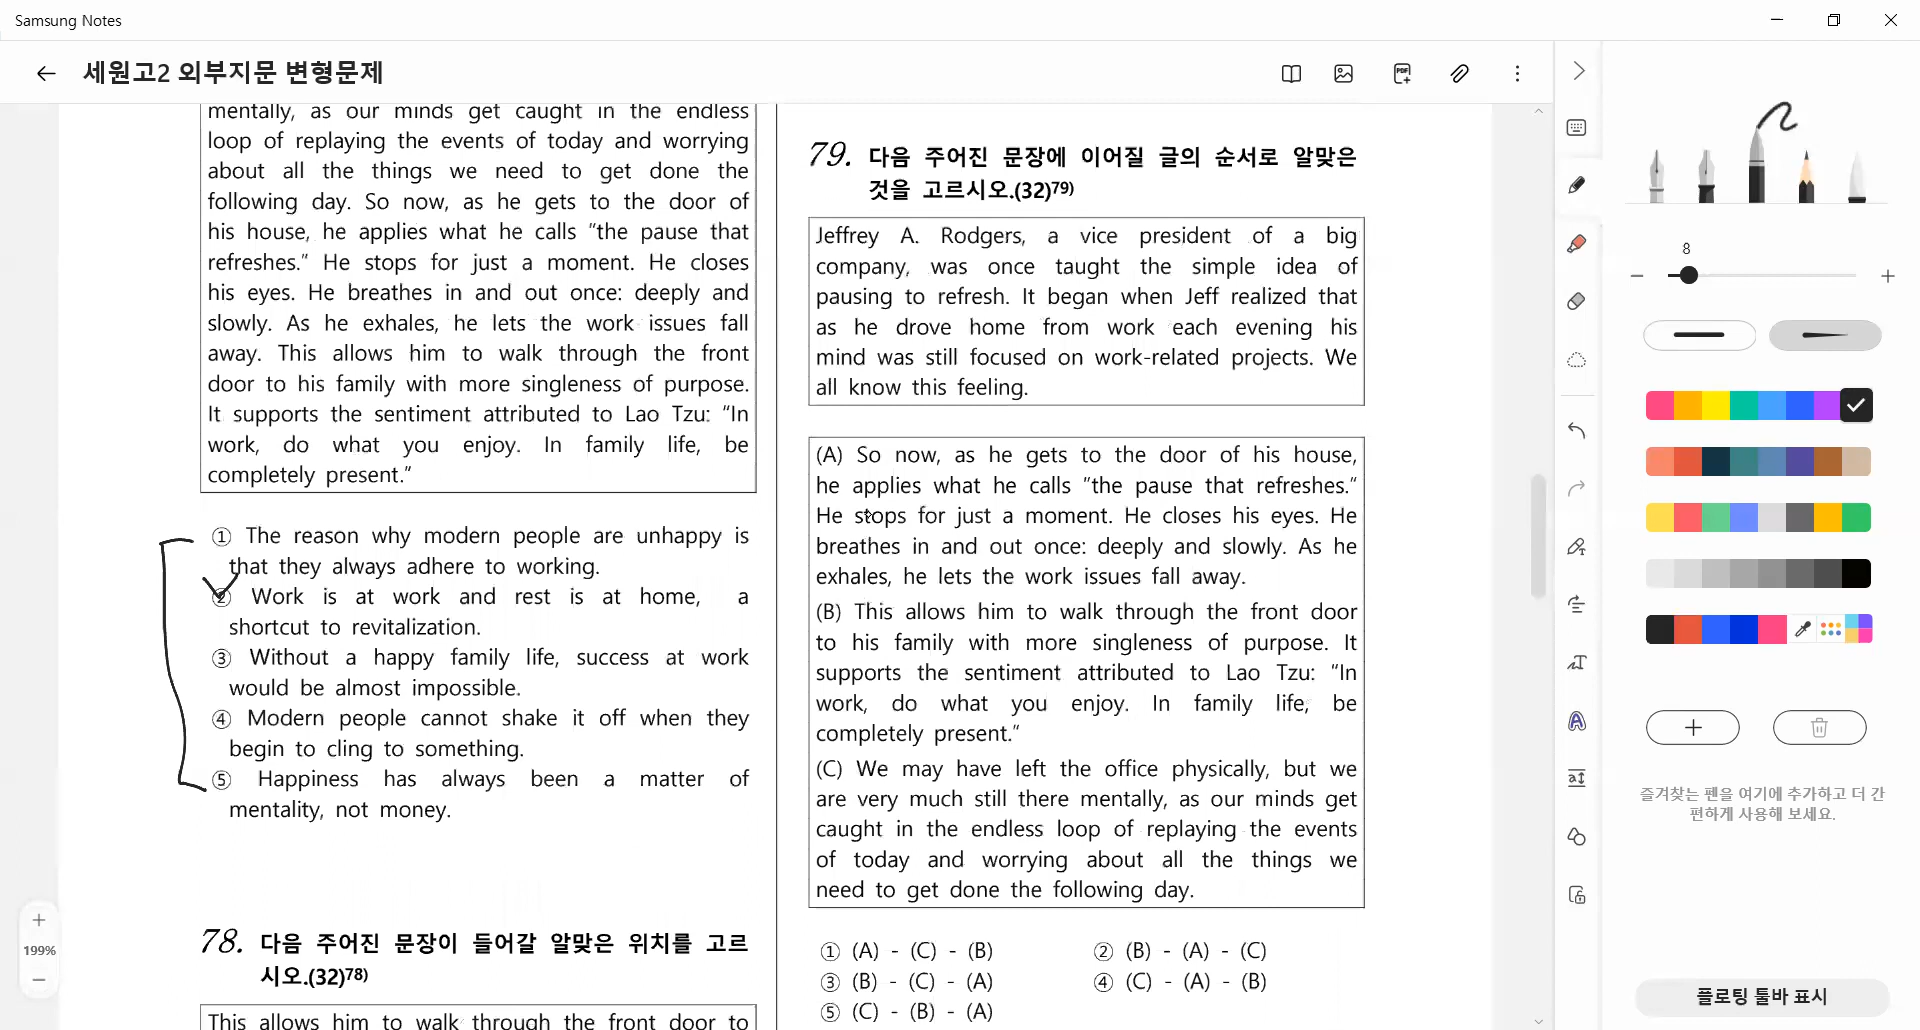 Samsung Notes
세원고2 외부지문 변형문제
mentally, as our minds get caught in the endless
loop of replaying the events of today and worrying
about all the things we need to get done the
following day. So now, as he gets to the door of
his house, he applies what he calls “the pause that
refreshes.” He stops for just a moment. He closes
his eyes. He breathes in and out once: deeply and
slowly. As he exhales, he lets the work issues fall
away. This allows him to walk through the front
door to his family with more singleness of purpose.
It supports the sentiment attributed to Lao Tzu: “In
work, do what you enjoy. In family life, be
completely present.”
① The reason why modern people are unhappy is
that they always adhere to working.
② Work is at work and rest is at home, a
shortcut to revitalization.
③ Without a happy family life, success at work
would be almost impossible.
④ Modern people cannot shake it off when they
begin to cling to something.
⑤ Happiness has always been a matter of
mentality, not money.
78. 다음 주어진 문장이 들어갈 알맞은 위치를 고르
시오.(32)78)
This allows him to walk through the front door to
79. 다음 주어진 문장에 이어질 글의 순서로 알맞은
것을 고르시오.(32)79)
Jeffrey A. Rodgers, a vice president of a big
company, was once taught the simple idea of
pausing to refresh. It began when Jeff realized that
as he drove home from work each evening his
mind was still focused on work-related projects. We
all know this feeling.
(A) So now, as he gets to the door of his house,
he applies what he calls “the pause that refreshes.“
He stops for just a moment. He closes his eyes. He
breathes in and out once: deeply and slowly. As he
exhales, he lets the work issues fall away.
(B) This allows him to walk through the front door
to his family with more singleness of purpose. It
supports the sentiment attributed to Lao Tzu: “In
work, do what you enjoy. In family life, be
completely present.”
(C) We may have left the office physically, but we
are very much still there mentally, as our minds get
caught in the endless loop of replaying the events
of today and worrying about all the things we
need to get done the following day.
① (A) - (C) - (B) ② (B) - (A) - (C)
③ (B) - (C) - (A) ④ (C) - (A) - (B)
⑤ (C) - (B) - (A)
199%
8
즐겨찾는 펜을 여기에 추가하고 더 간
편하게 사용해 보세요.
플로팅 툴바 표시